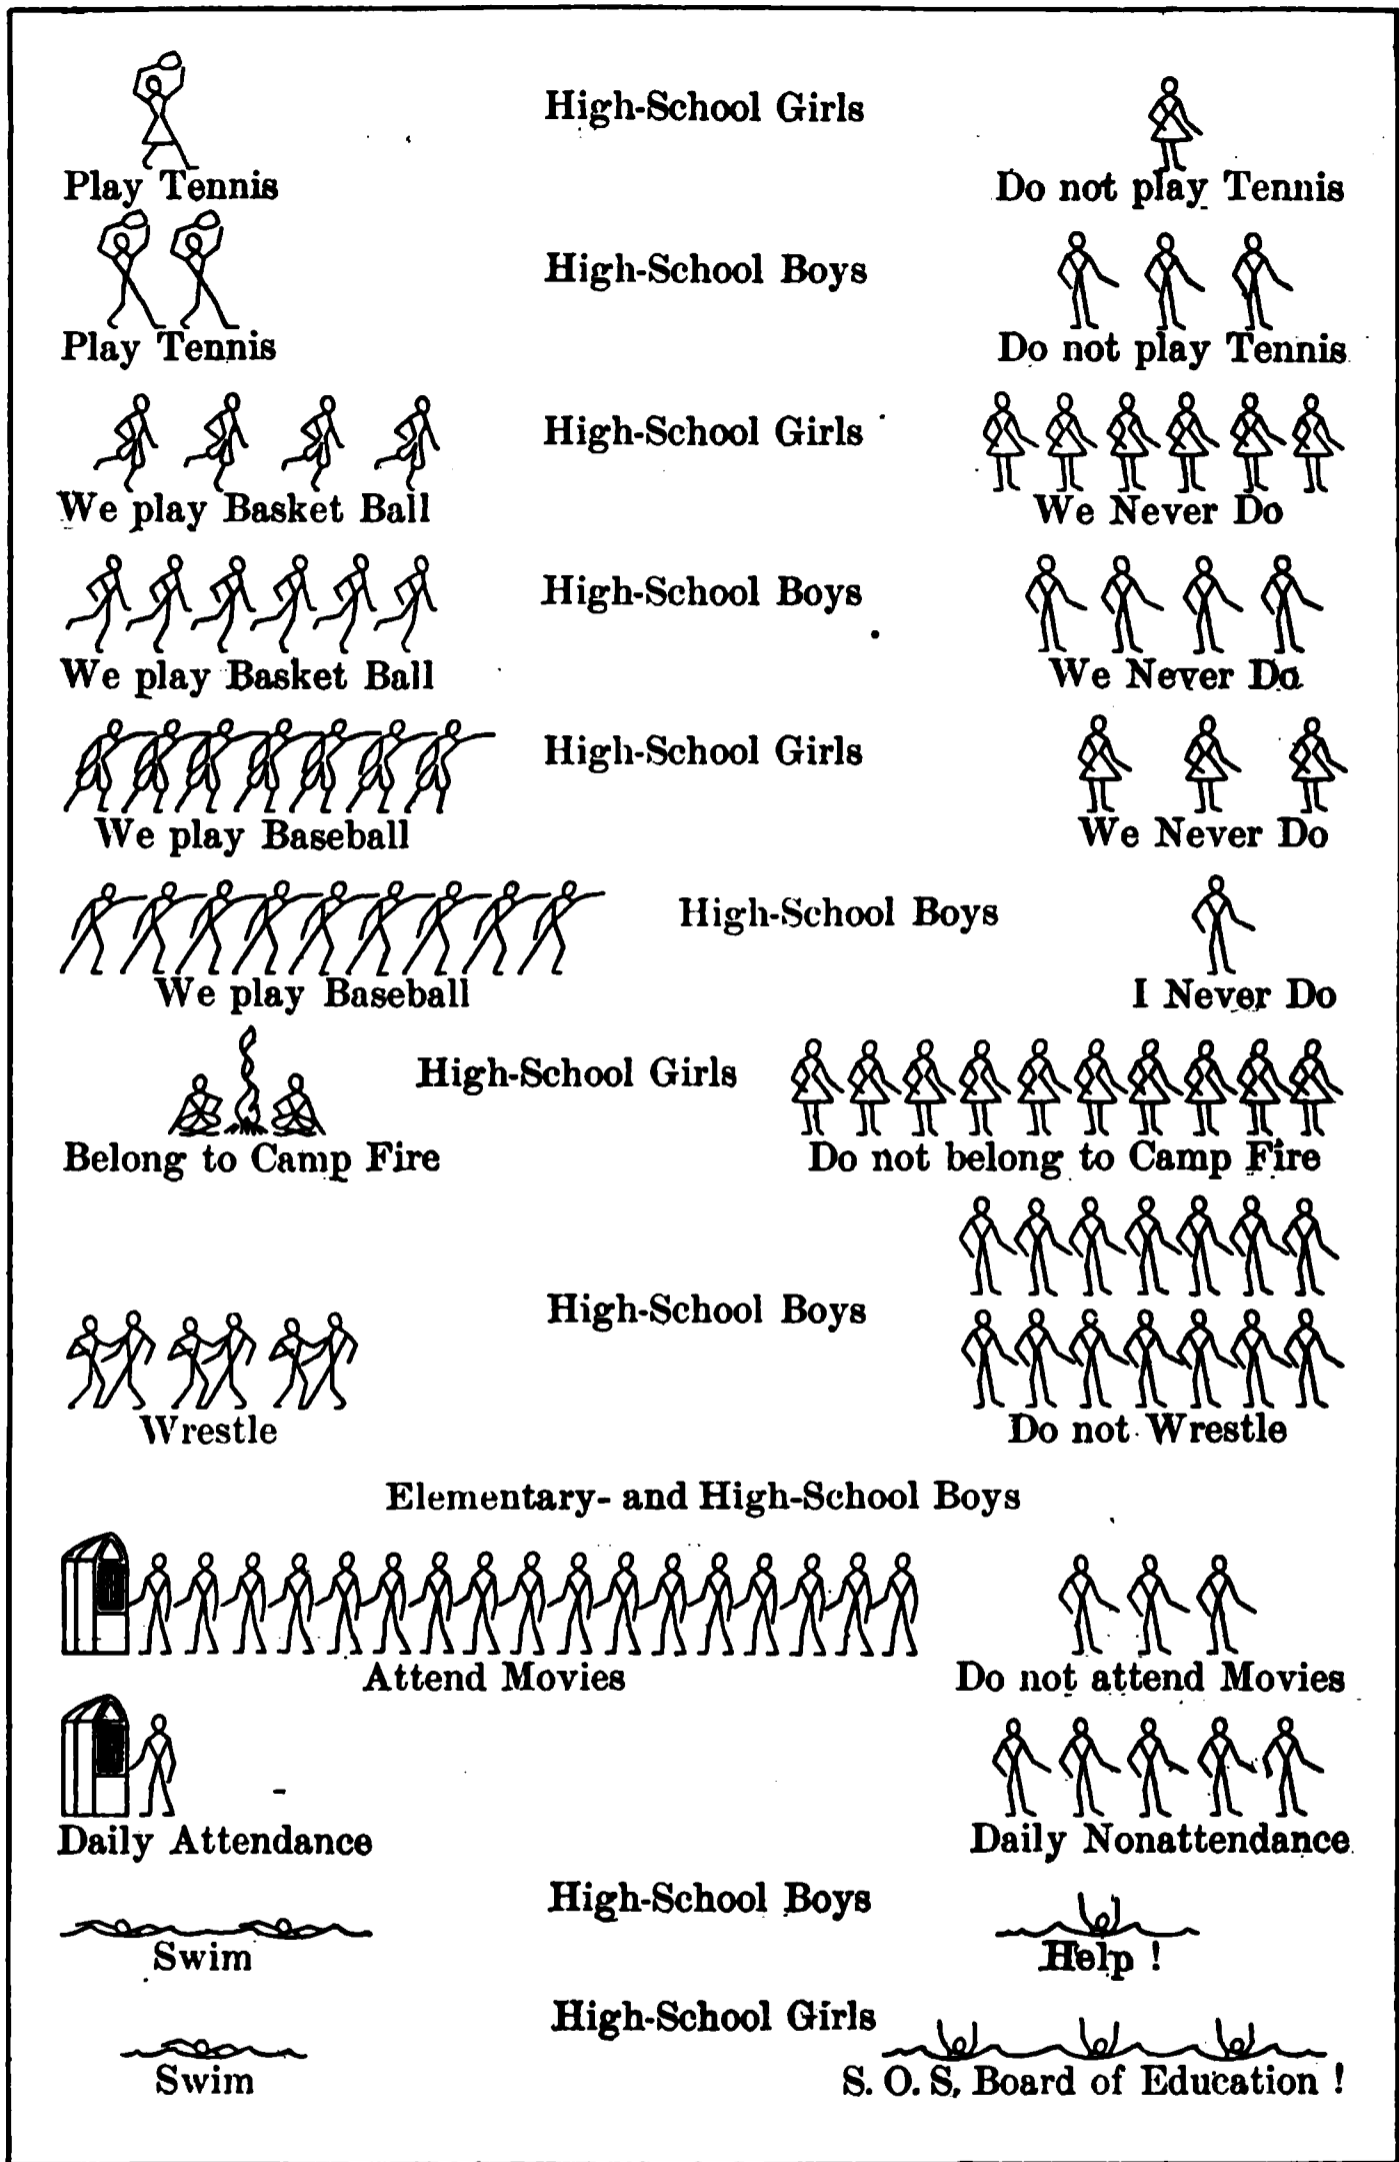 High-School Girls
Play Tennis
Do not play Tennis
High-School Boys
Play Tennis
Do not play Tennis
High-School Girls
We play Basket Ball
We Never Do
High-School Boys
We play Basket Ball
We Never Do
High-School Girls
We play Baseball
We Never Do
High-School Boys
We play Baseball
I Never Do
High-School Girls
Belong to Camp Fire
Do not belong to Camp Fire
High-School Boys
Wrestle
Do not Wrestle
Elementary- and High-School Boys
Attend Movies
Do not attend Movies
Daily Attendance
Daily Nonattendance
High-School Boys
Swim
Help !
High-School Girls
Swim
S. O. S. Board of Education !